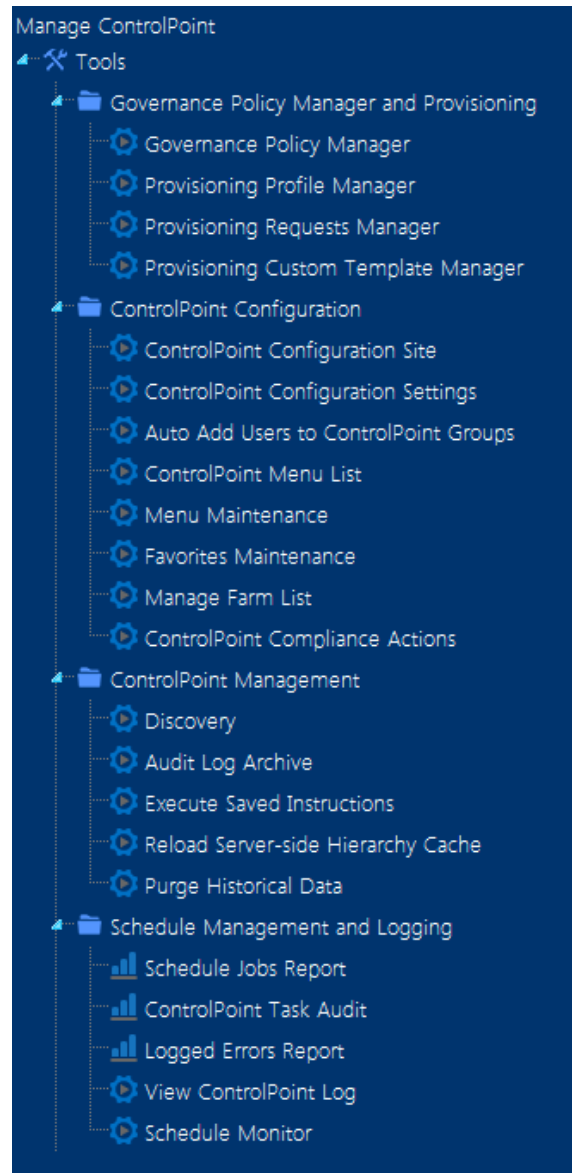 Manage ControlPoint
Tools
Governance Policy Manager and Provisioning
Governance Policy Manager
Provisioning Profile Manager
Provisioning Requests Manager
Provisioning Custom Template Manager
ControlPoint Configuration
ControlPoint Configuration Site
ControlPoint Configuration Settings
Auto Add Users to ControlPoint Groups
ControlPoint Menu List
Menu Maintenance
Favorites Maintenance
Manage Farm List
ControlPoint Compliance Actions
ControlPoint Management
Discovery
Audit Log Archive
Execute Saved Instructions
Reload Server-side Hierarchy Cache
Purge Historical Data
Schedule Management and Logging
Schedule Jobs Report
ControlPoint Task Audit
Logged Errors Report
View ControlPoint Log
Schedule Monitor